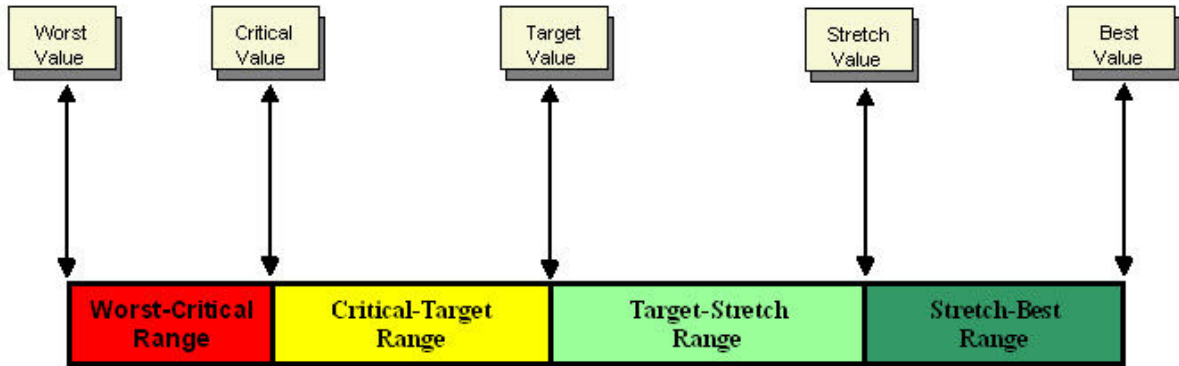 Worst
Value
Critical
Value
Target
Value
Stretch
Value
Best
Value
Worst-Critical
Range
Critical-Target
Range
Target-Stretch
Range
Stretch-Best
Range